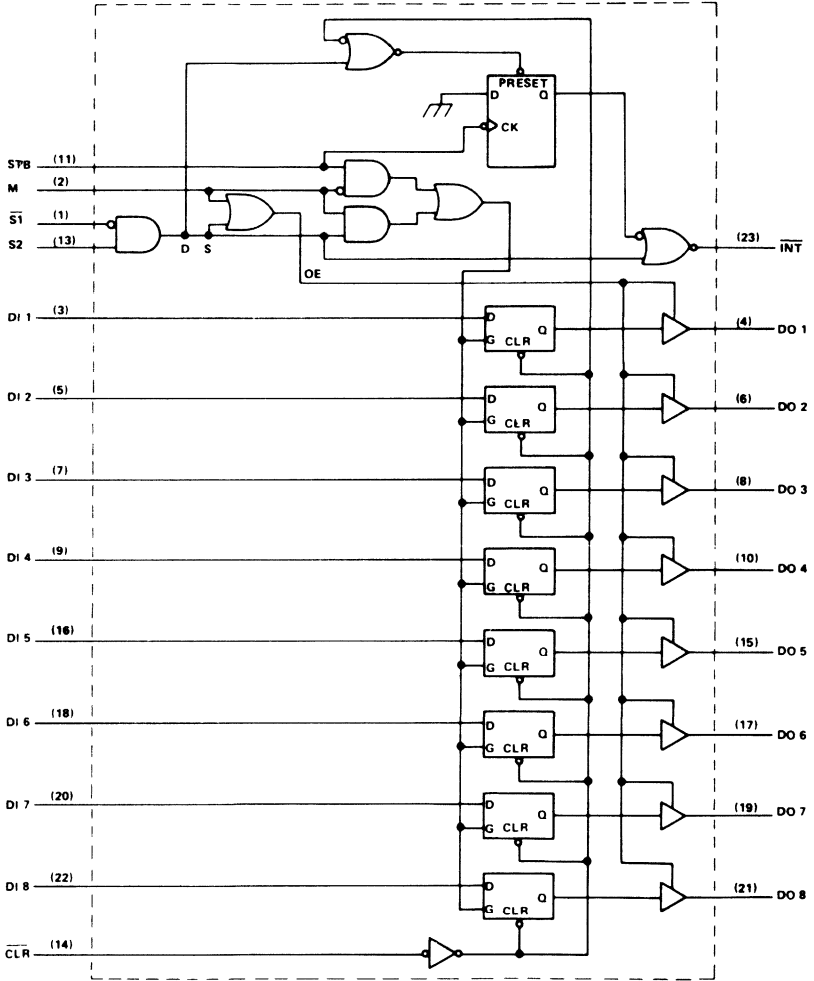 PRESET
D Q
CK
STB (11)
M (2)
S1 (1)
S2 (13)
D S
OE
(23) INT
DI 1 (3)
D Q
G CLR
(4) DO 1
DI 2 (5)
D Q
G CLR
(6) DO 2
DI 3 (7)
D Q
G CLR
(8) DO 3
DI 4 (9)
D Q
G CLR
(10) DO 4
DI 5 (16)
D Q
G CLR
(15) DO 5
DI 6 (18)
D Q
G CLR
(17) DO 6
DI 7 (20)
D Q
G CLR
(19) DO 7
DI 8 (22)
D Q
G CLR
(21) DO 8
CLR (14)